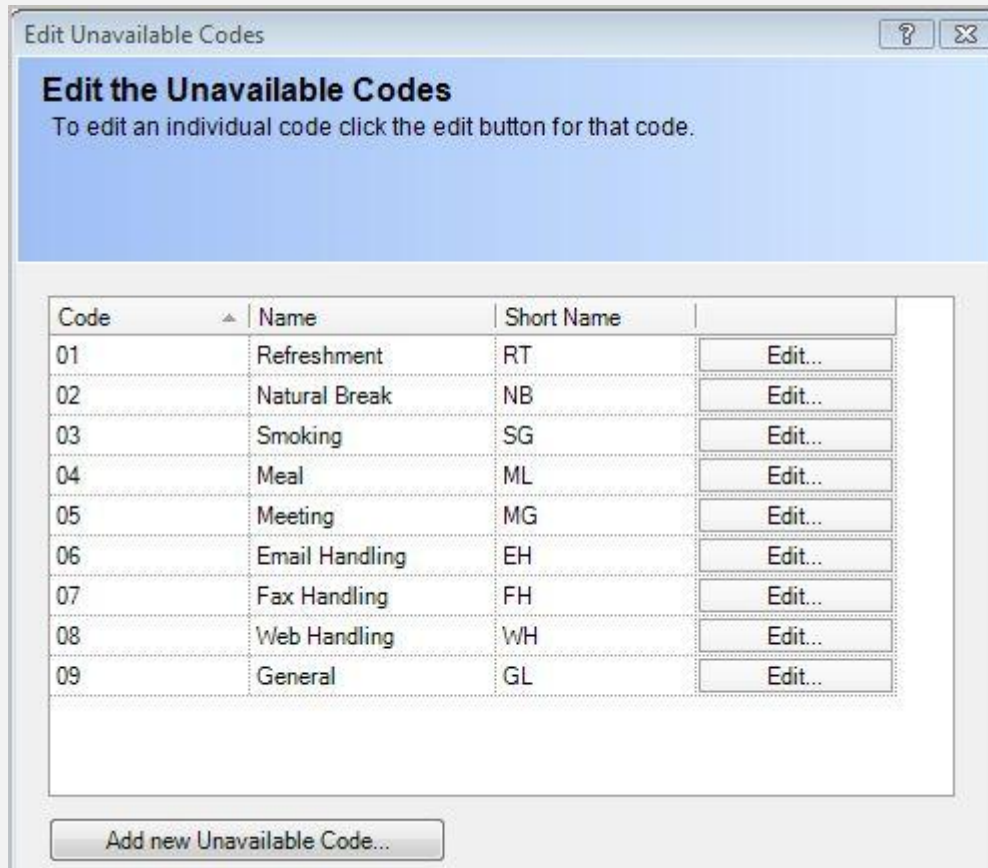 Edit Unavailable Codes
Edit the Unavailable Codes
To edit an individual code click the edit button for that code.
Code Name Short Name
01 Refreshment RT Edit...
02 Natural Break NB Edit...
03 Smoking SG Edit...
04 Meal ML Edit...
05 Meeting MG Edit...
06 Email Handling EH Edit...
07 Fax Handling FH Edit...
08 Web Handling WH Edit...
09 General GL Edit...
Add new Unavailable Code...